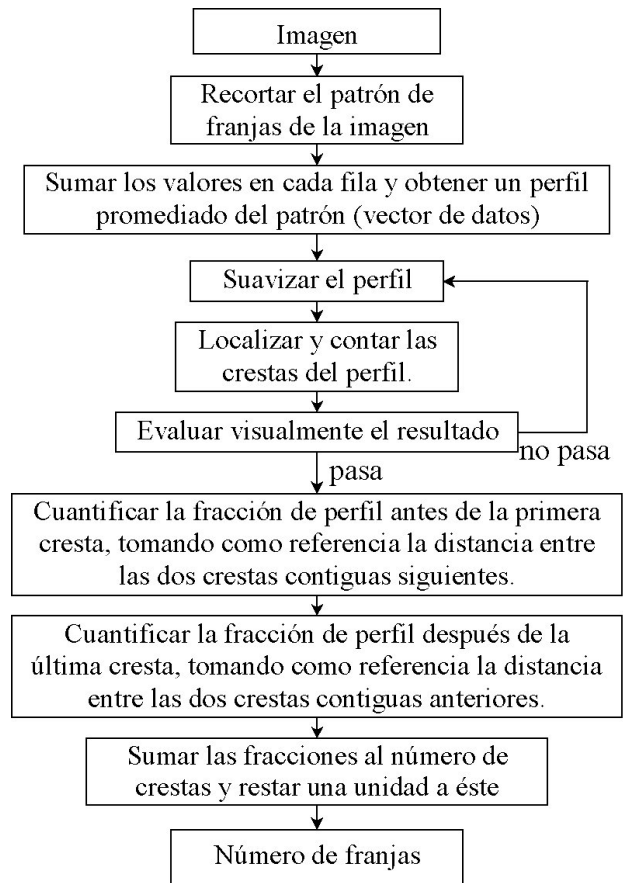 Imagen
Recortar el patrón de
franjas de la imagen
Sumar los valores en cada fila y obtener un perfil
promediado del patrón (vector de datos)
Suavizar el perfil
Localizar y contar las
crestas del perfil.
Evaluar visualmente el resultado
no pasa
pasa
Cuantificar la fracción de perfil antes de la primera
cresta, tomando como referencia la distancia entre
las dos crestas contiguas siguientes.
Cuantificar la fracción de perfil después de la
última cresta, tomando como referencia la distancia
entre las dos crestas contiguas anteriores.
Sumar las fracciones al número de
crestas y restar una unidad a éste
Número de franjas